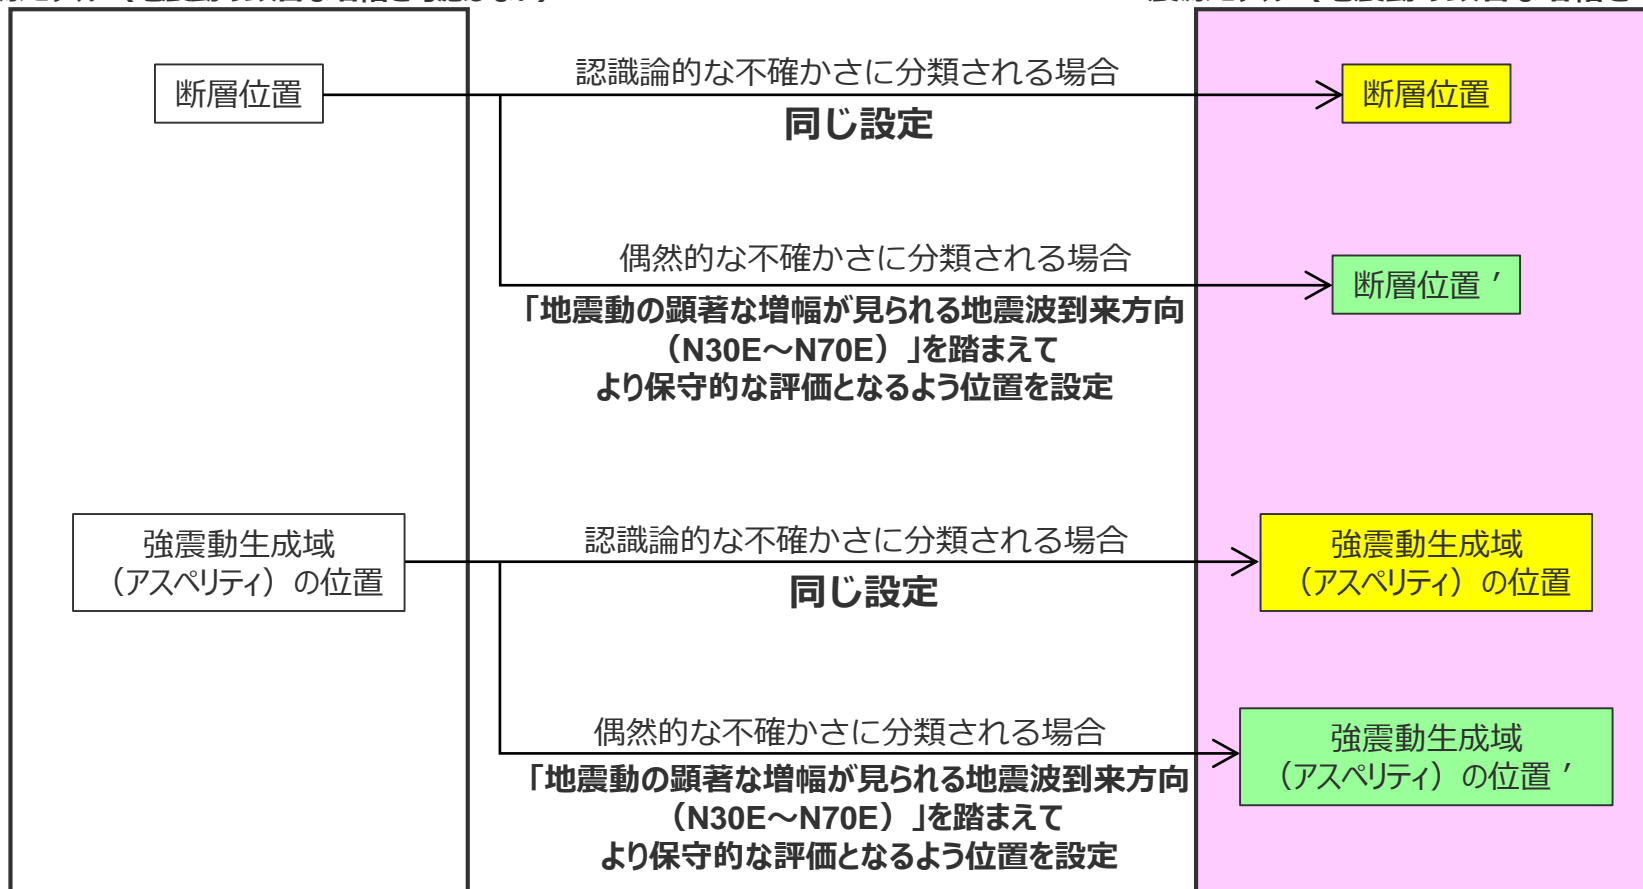 断層位置
認識論的な不確かさに分類される場合
同じ設定
断層位置
偶然的な不確かさに分類される場合
断層位置′
「地震動の顕著な増幅が見られる地震波到来方向
（N30E～N70E）」を踏まえて
より保守的な評価となるよう位置を設定
強震動生成域
（アスペリティ）の位置
認識論的な不確かさに分類される場合
同じ設定
強震動生成域
（アスペリティ）の位置
偶然的な不確かさに分類される場合
強震動生成域
（アスペリティ）の位置′
「地震動の顕著な増幅が見られる地震波到来方向
（N30E～N70E）」を踏まえて
より保守的な評価となるよう位置を設定